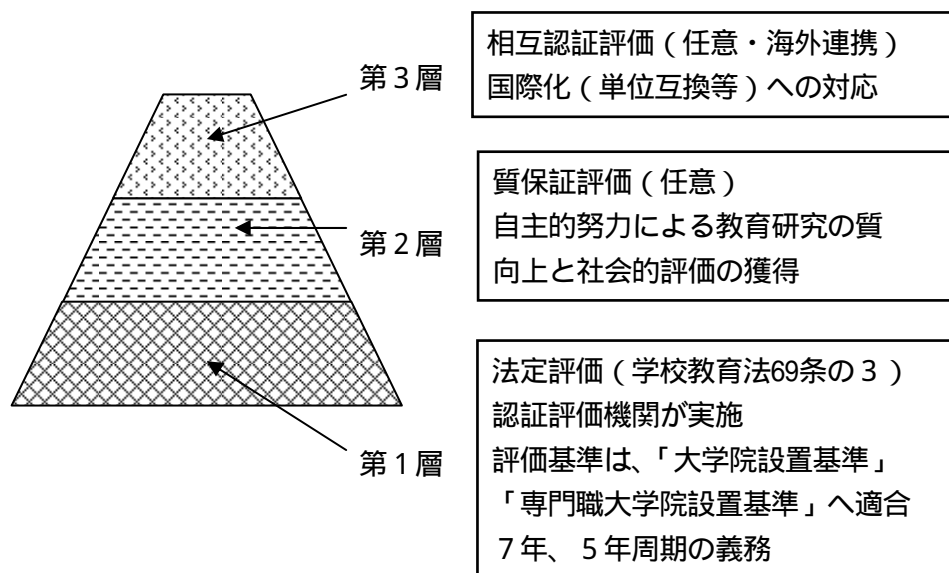 第３層
相互認証評価（任意・海外連携）
国際化（単位互換等）への対応
第２層
質保証評価（任意）
自主的努力による教育研究の質
向上と社会的評価の獲得
第１層
法定評価（学校教育法69条の３）
認証評価機関が実施
評価基準は、「大学院設置基準」
「専門職大学院設置基準」へ適合
７年、５年周期の義務